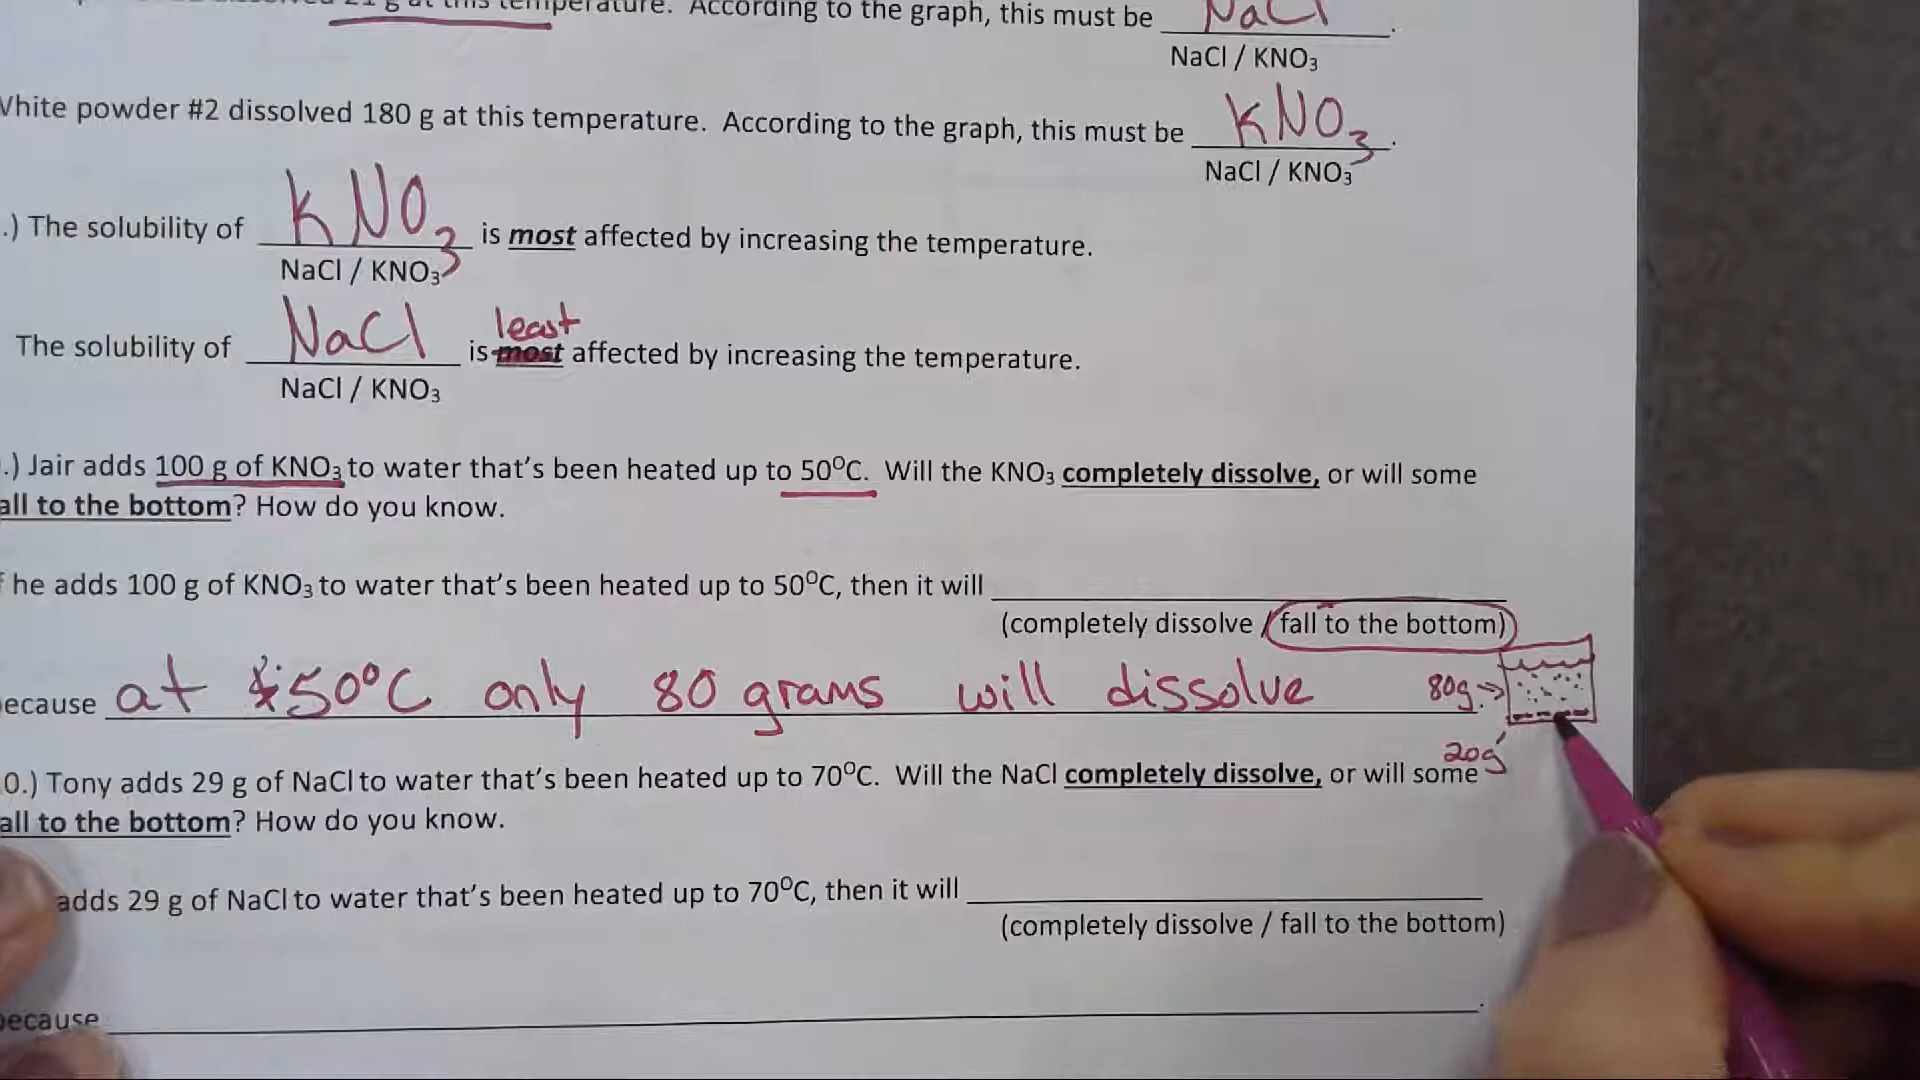 21 g at this temperature. According to the graph, this must be NaCl.
NaCl / KNO₃
White powder #2 dissolved 180 g at this temperature. According to the graph, this must be KNO₃.
NaCl / KNO₃
.) The solubility of KNO₃ is most affected by increasing the temperature.
NaCl / KNO₃
least
The solubility of NaCl is most affected by increasing the temperature.
NaCl / KNO₃
.) Jair adds 100 g of KNO₃ to water that's been heated up to 50⁰C. Will the KNO₃ completely dissolve, or will some
all to the bottom? How do you know.
he adds 100 g of KNO₃ to water that's been heated up to 50⁰C, then it will
(completely dissolve / fall to the bottom)
ecause at 50⁰C only 80 grams will dissolve 80g
20g
0.) Tony adds 29 g of NaCl to water that's been heated up to 70⁰C. Will the NaCl completely dissolve, or will some
all to the bottom? How do you know.
adds 29 g of NaCl to water that's been heated up to 70⁰C, then it will
(completely dissolve / fall to the bottom)
ecause .